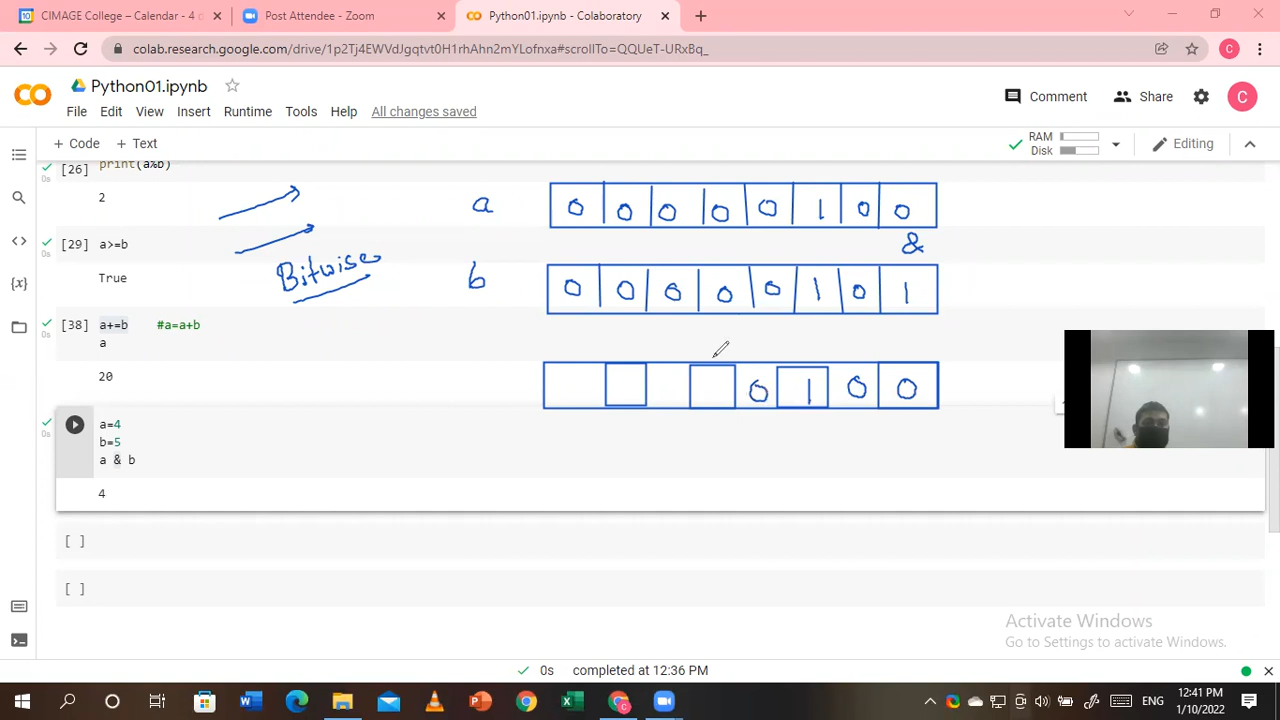 CIMAGE College – Calendar - 4 d
Post Attendee - Zoom
Python01.ipynb - Colaboratory
colab.research.google.com/drive/1p2Tj4EWVdJgqtvt0H1rhAhn2mYLofnxa#scrollTo=QQUeT-URxBq_
C
Python01.ipynb
Comment
Share
C
File Edit View Insert Runtime Tools Help All changes saved
+ Code + Text
RAM
Disk
Editing
[26] print(a%b)
0s
2
a 0 0 0 0 0 1 0 0
&
[29] a>=b
0s
True
Bitwise
b 0 0 0 0 0 1 0 1
[38] a+=b #a=a+b
0s
a
20
0 1 0 0
a=4
0s
b=5
a & b
4
[ ]
[ ]
Activate Windows
Go to Settings to activate Windows.
0s completed at 12:36 PM
ENG
12:41 PM
1/10/2022